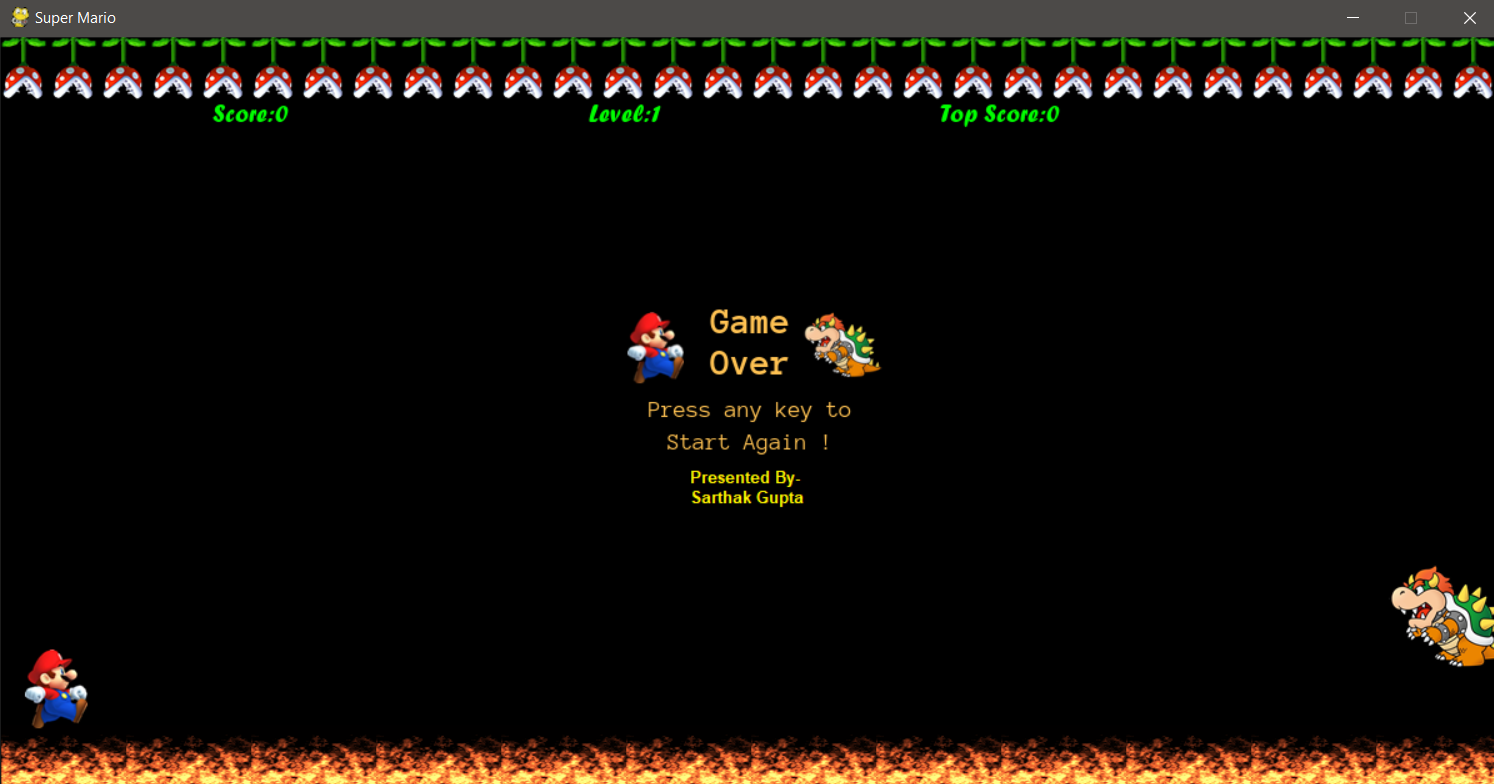 Super Mario
Score:0 Level:1 Top Score:0
Game
Over
Press any key to
Start Again !
Presented By-
Sarthak Gupta